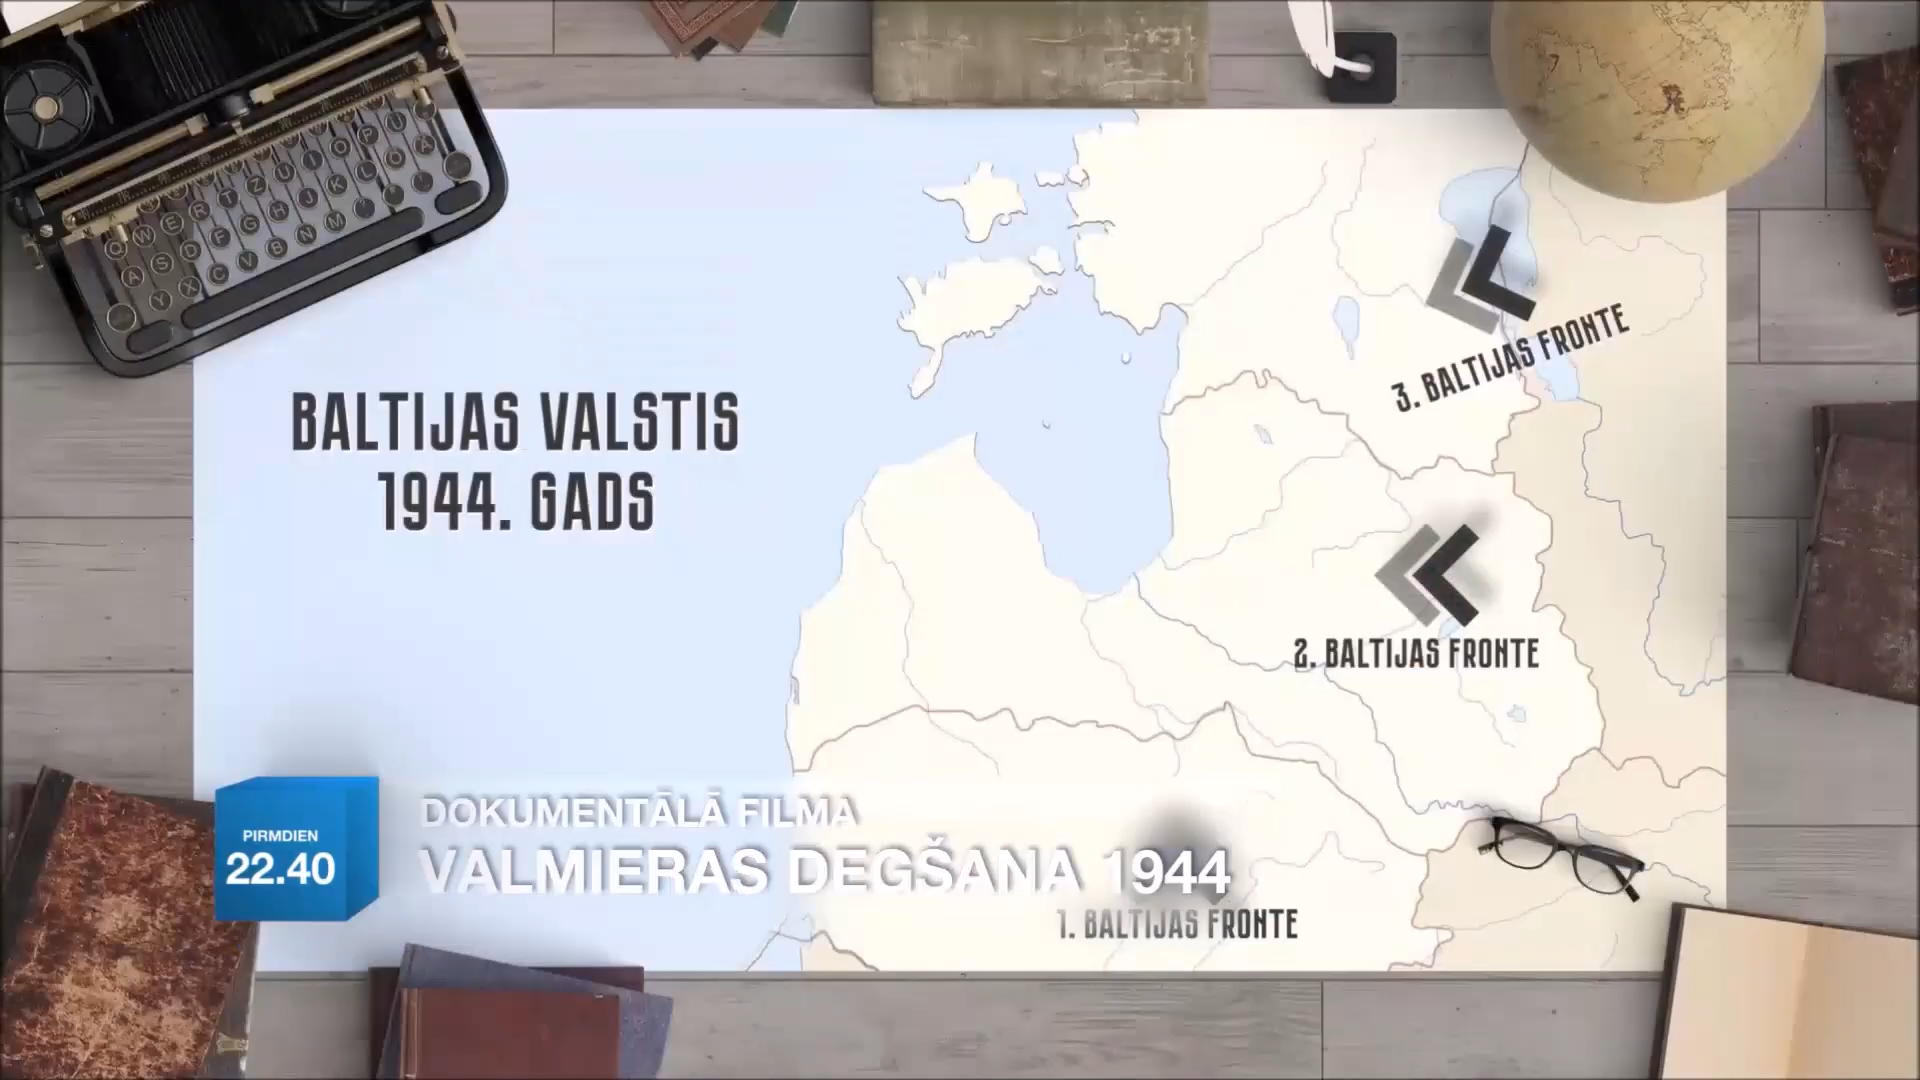 BALTIJAS VALSTIS
1944. GADS
3. BALTIJAS FRONTE
2. BALTIJAS FRONTE
1. BALTIJAS FRONTE
PIRMDIEN
22.40
DOKUMENTĀLĀ FILMA
VALMIERAS DEGŠANA 1944